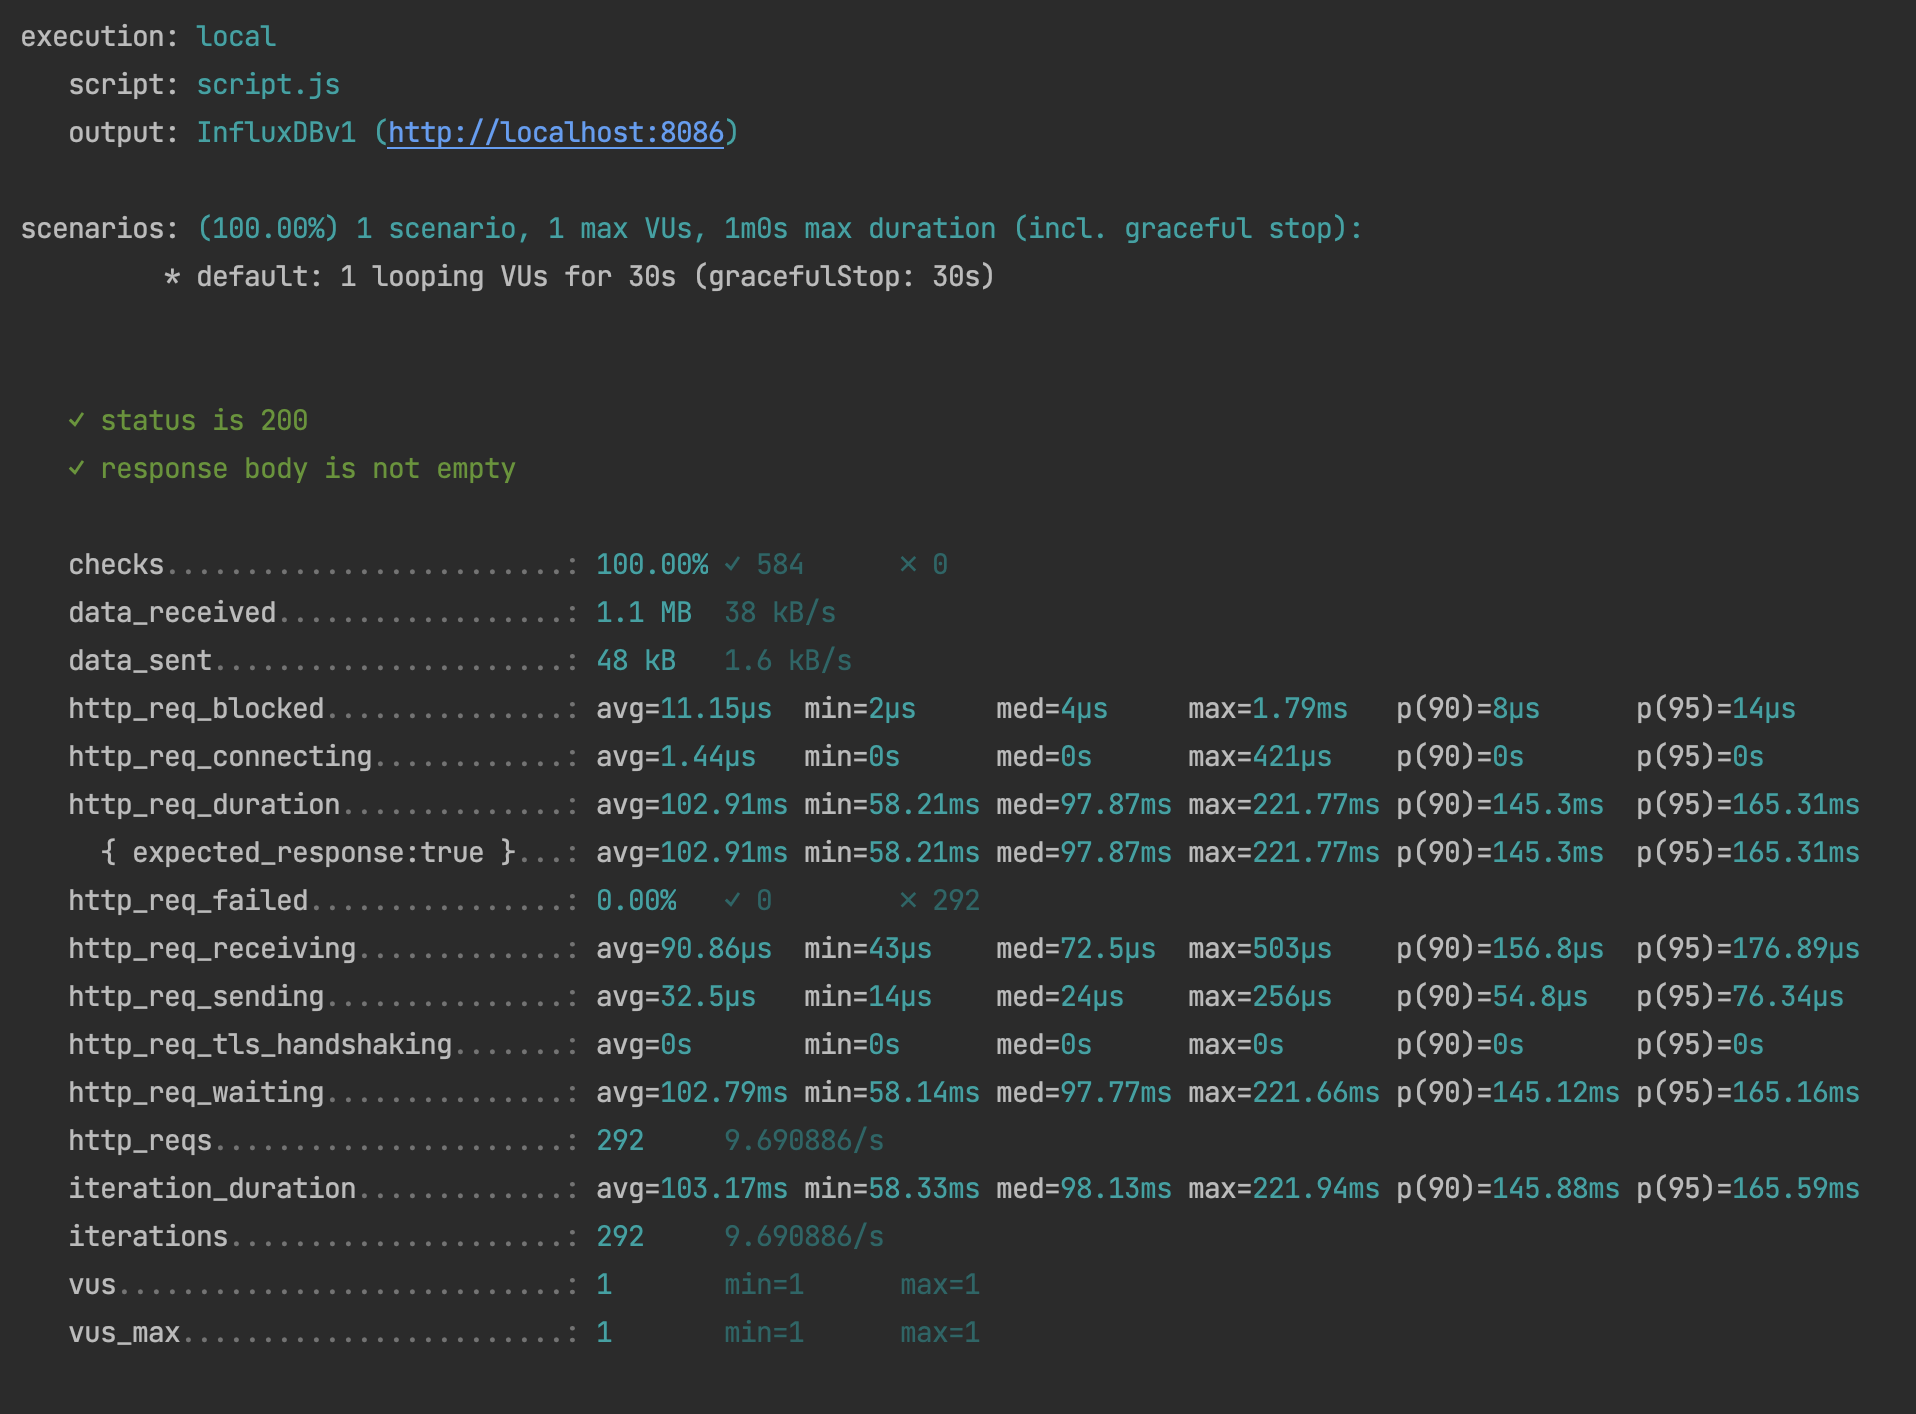 execution: local
script: script.js
output: InfluxDBv1 (http://localhost:8086)
scenarios: (100.00%) 1 scenario, 1 max VUs, 1m0s max duration (incl. graceful stop):
* default: 1 looping VUs for 30s (gracefulStop: 30s)
✓ status is 200
✓ response body is not empty
checks.........................: 100.00% ✓ 584 ✕ 0
data_received..................: 1.1 MB 38 kB/s
data_sent......................: 48 kB 1.6 kB/s
http_req_blocked...............: avg=11.15µs min=2µs med=4µs max=1.79ms p(90)=8µs p(95)=14µs
http_req_connecting............: avg=1.44µs min=0s med=0s max=421µs p(90)=0s p(95)=0s
http_req_duration..............: avg=102.91ms min=58.21ms med=97.87ms max=221.77ms p(90)=145.3ms p(95)=165.31ms
{ expected_response:true }...: avg=102.91ms min=58.21ms med=97.87ms max=221.77ms p(90)=145.3ms p(95)=165.31ms
http_req_failed................: 0.00% ✓ 0 ✕ 292
http_req_receiving.............: avg=90.86µs min=43µs med=72.5µs max=503µs p(90)=156.8µs p(95)=176.89µs
http_req_sending...............: avg=32.5µs min=14µs med=24µs max=256µs p(90)=54.8µs p(95)=76.34µs
http_req_tls_handshaking.......: avg=0s min=0s med=0s max=0s p(90)=0s p(95)=0s
http_req_waiting...............: avg=102.79ms min=58.14ms med=97.77ms max=221.66ms p(90)=145.12ms p(95)=165.16ms
http_reqs......................: 292 9.690886/s
iteration_duration.............: avg=103.17ms min=58.33ms med=98.13ms max=221.94ms p(90)=145.88ms p(95)=165.59ms
iterations.....................: 292 9.690886/s
vus............................: 1 min=1 max=1
vus_max........................: 1 min=1 max=1